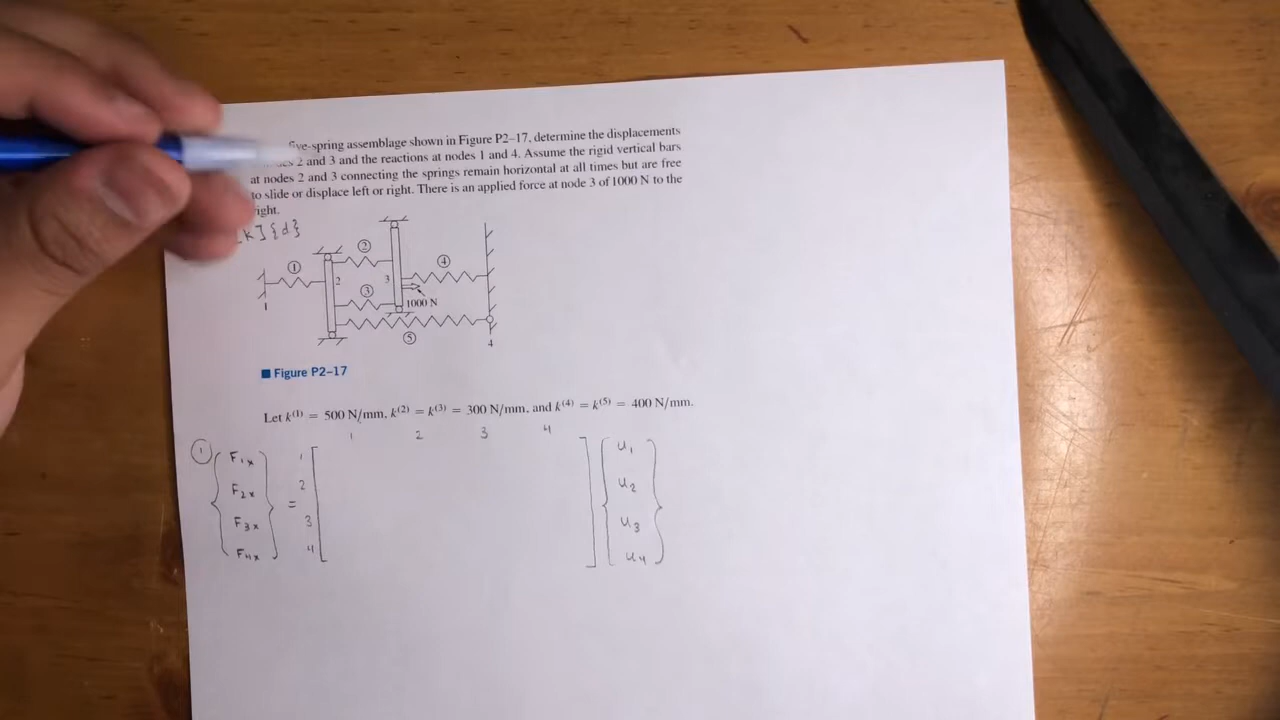 five-spring assemblage shown in Figure P2–17, determine the displacements
2 and 3 and the reactions at nodes 1 and 4. Assume the rigid vertical bars
at nodes 2 and 3 connecting the springs remain horizontal at all times but are free
to slide or displace left or right. There is an applied force at node 3 of 1000 N to the
right.
k]{d}
2
1
2
3
4
3
1000 N
1
5
4
■ Figure P2–17
Let k(1) = 500 N/mm, k(2) = k(3) = 300 N/mm, and k(4) = k(5) = 400 N/mm.
1 2 3 4
1 F1x 1 u1
F2x = 2 u2
F3x 3 u3
F4x 4 u4